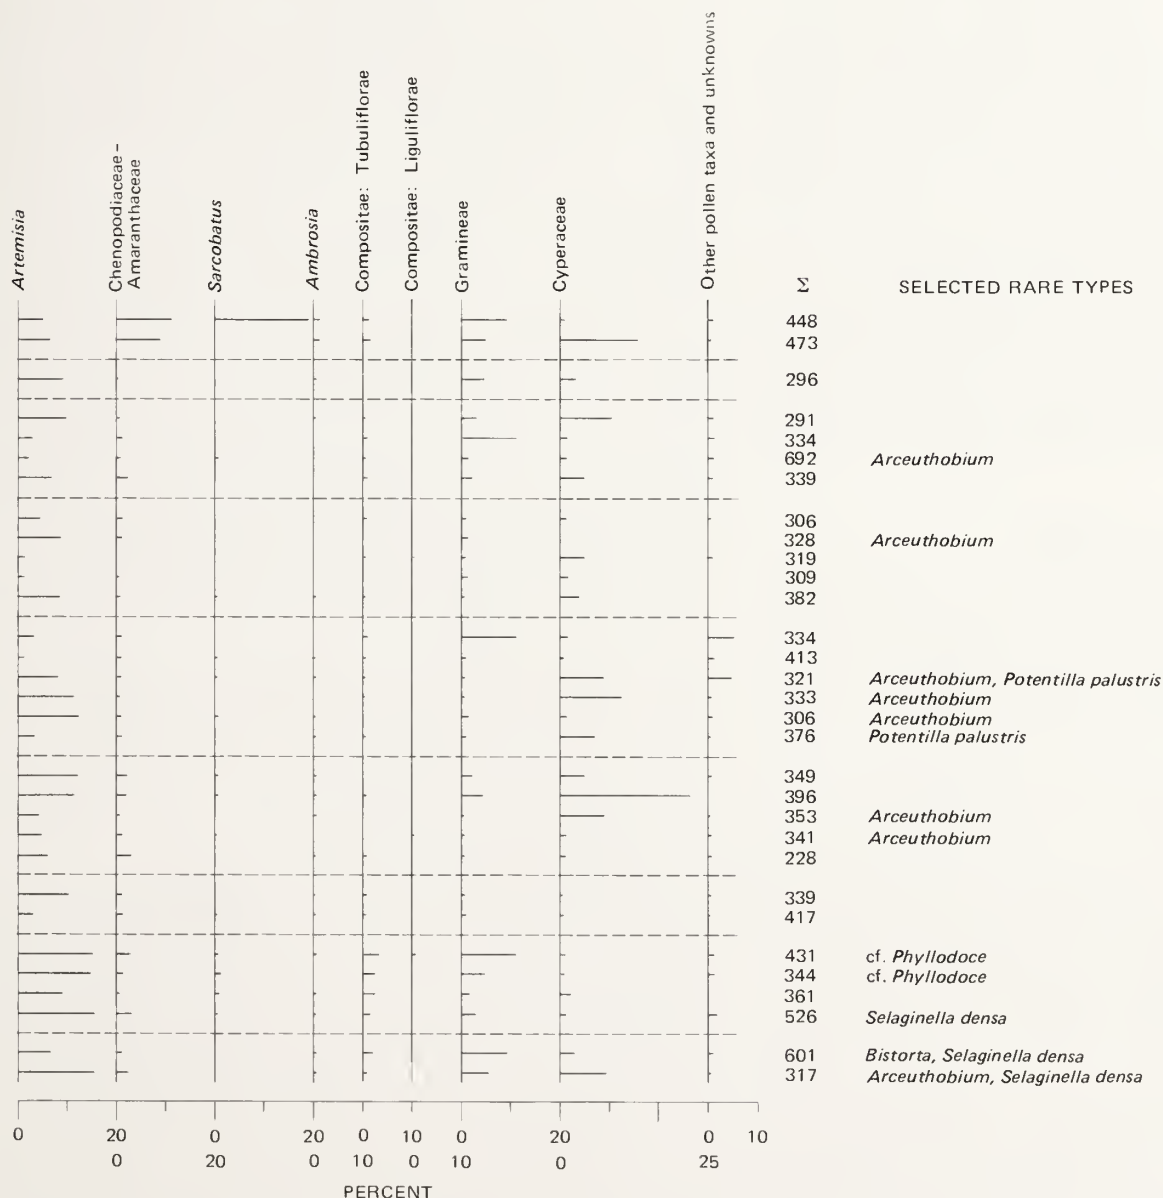 Artemisia
Chenopodiaceae –
Amaranthaceae
Sarcobatus
Ambrosia
Compositae: Tubuliflorae
Compositae: Liguliflorae
Gramineae
Cyperaceae
Other pollen taxa and unknowns
Σ SELECTED RARE TYPES
448
473
296
291
334
692 Arceuthobium
339
306
328 Arceuthobium
319
309
382
334
413
321 Arceuthobium, Potentilla palustris
333 Arceuthobium
306 Arceuthobium
376 Potentilla palustris
349
396
353 Arceuthobium
341 Arceuthobium
228
339
417
431 cf. Phyllodoce
344 cf. Phyllodoce
361
526 Selaginella densa
601 Bistorta, Selaginella densa
317 Arceuthobium, Selaginella densa
0 20 0 20 0 10 0 20 0 10
0 20 0 10 0 10 0 25
PERCENT